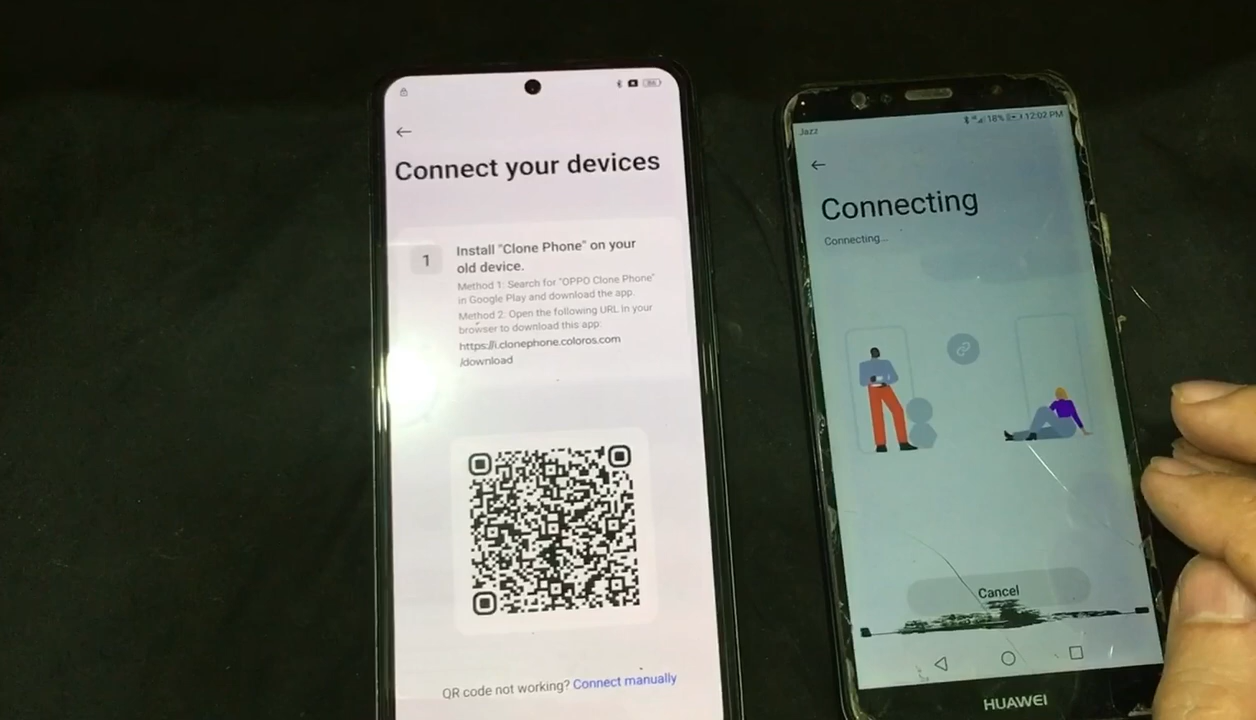 Connect your devices
1
Install "Clone Phone" on your
old device.
Method 1: Search for "OPPO Clone Phone"
in Google Play and download the app.
Method 2: Open the following URL in your
browser to download this app:
https://i.clonephone.coloros.com
/download
QR code not working? Connect manually
Jazz
18%
12:02 PM
Connecting
Connecting...
Cancel
HUAWEI